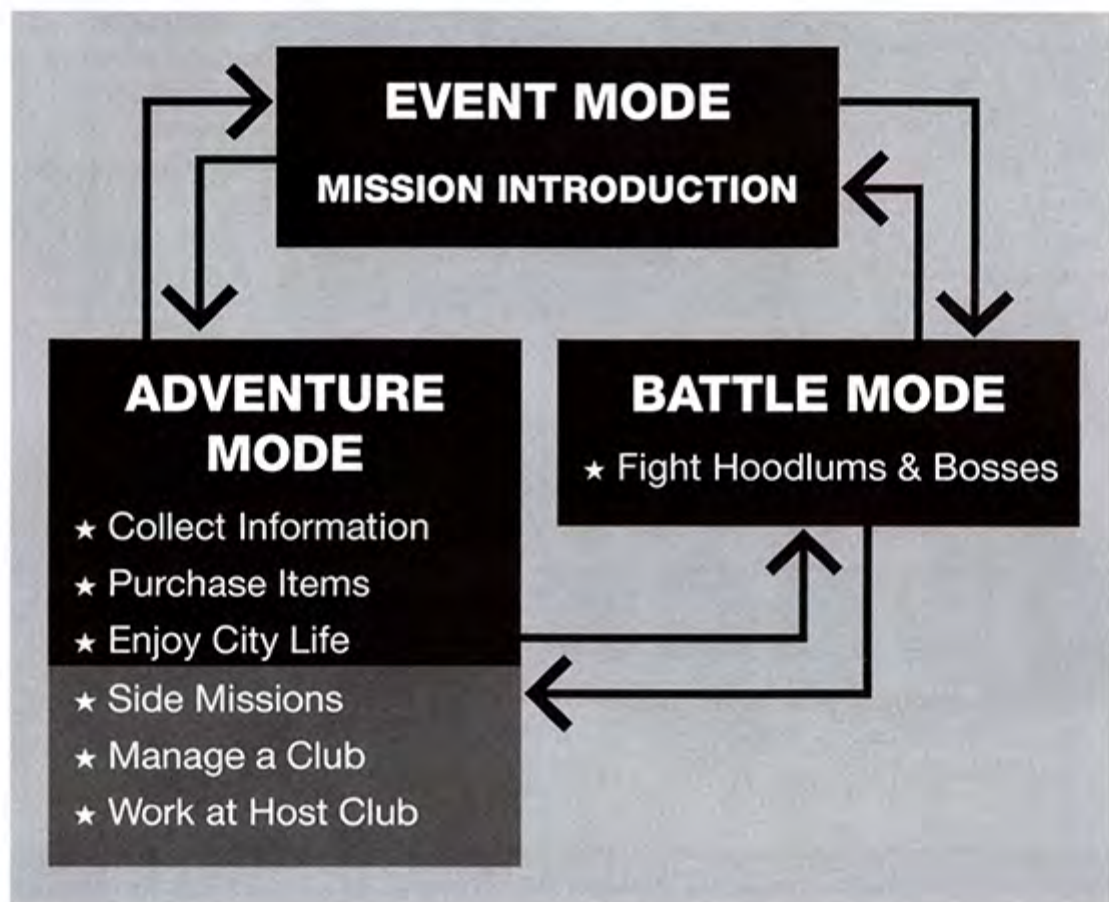 EVENT MODE
MISSION INTRODUCTION
ADVENTURE
MODE
★ Collect Information
★ Purchase Items
★ Enjoy City Life
★ Side Missions
★ Manage a Club
★ Work at Host Club
BATTLE MODE
★ Fight Hoodlums & Bosses